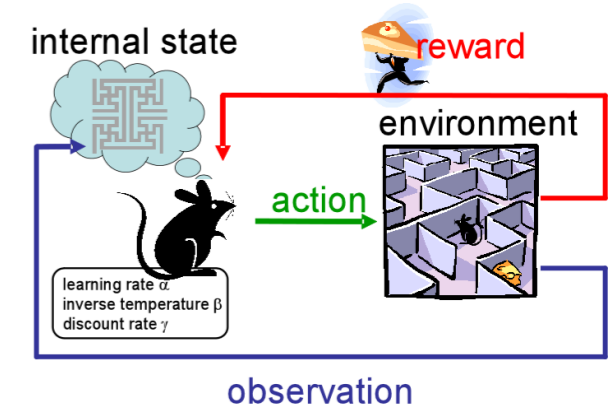 internal state
reward
environment
action
learning rate α
inverse temperature β
discount rate γ
observation